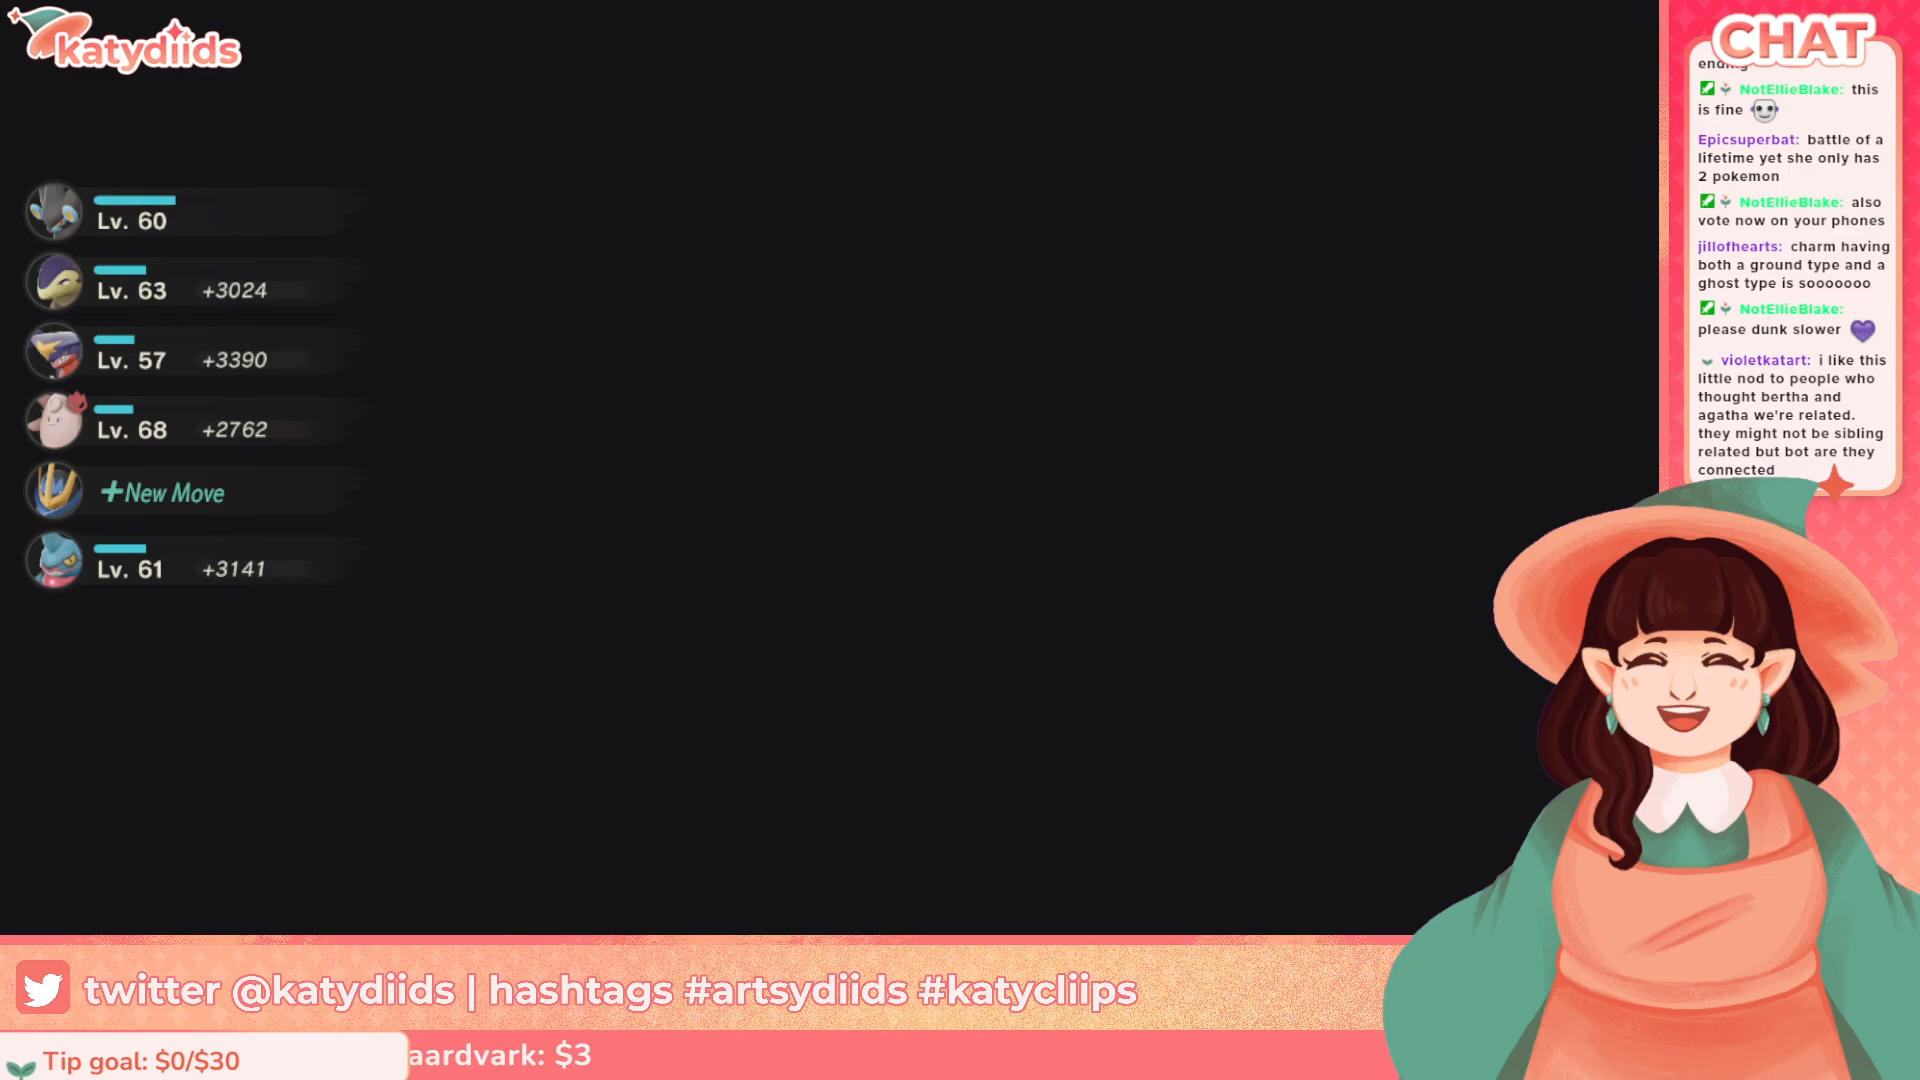 katydiids
CHAT
ending
NotEllieBlake: this
is fine
Epicsuperbat: battle of a
lifetime yet she only has
2 pokemon
NotEllieBlake: also
vote now on your phones
jillofhearts: charm having
both a ground type and a
ghost type is sooooooo
NotEllieBlake:
please dunk slower
violetkatart: i like this
little nod to people who
thought bertha and
agatha we're related.
they might not be sibling
related but bot are they
connected
Lv. 60
Lv. 63 +3024
Lv. 57 +3390
Lv. 68 +2762
+New Move
Lv. 61 +3141
twitter @katydiids | hashtags #artsydiids #katycliips
Tip goal: $0/$30
aardvark: $3